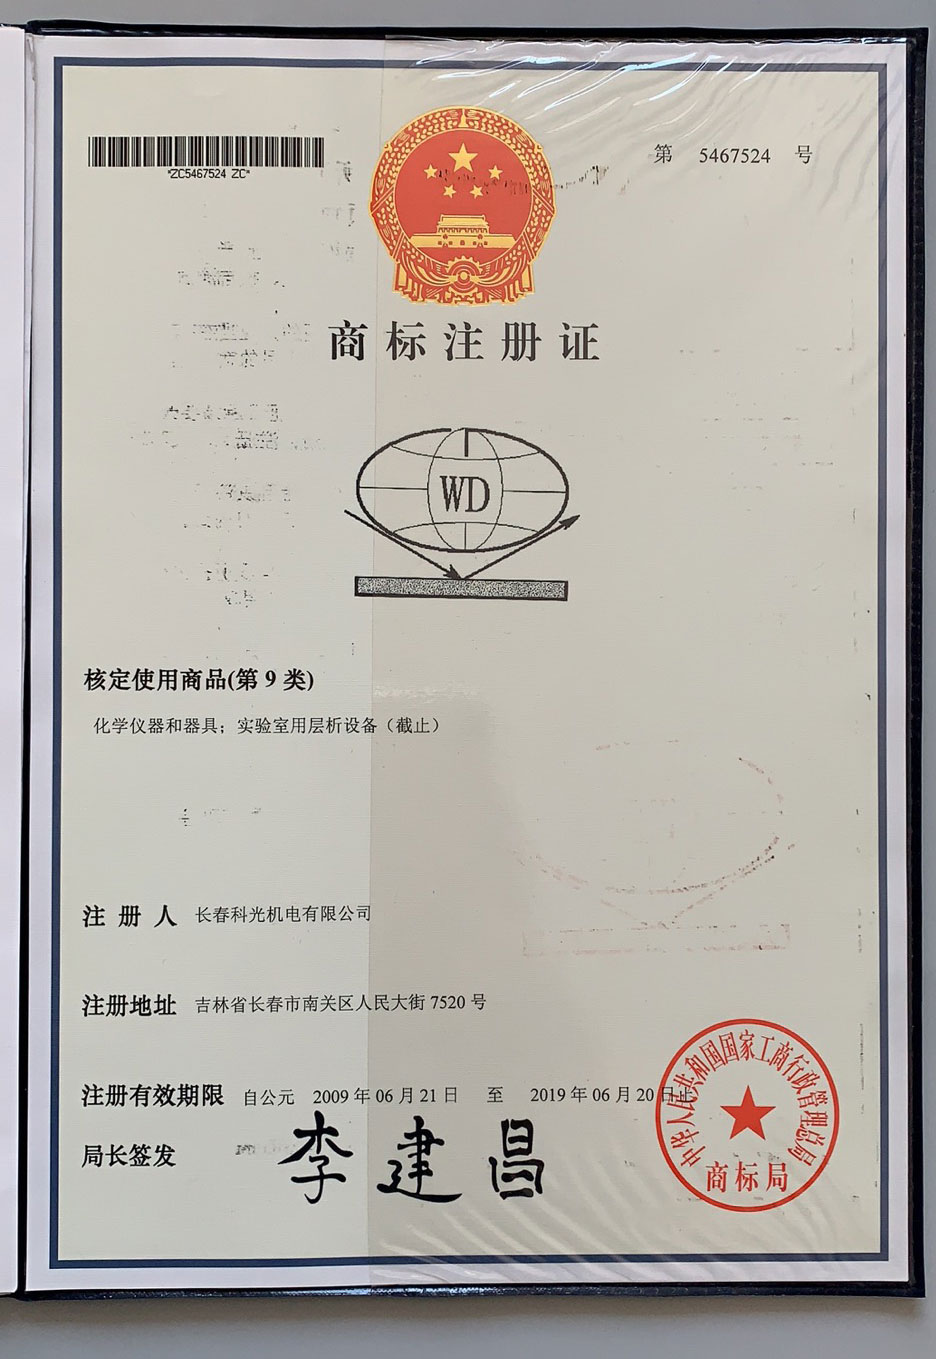 *ZC5467524 ZC*
第 5467524 号
商标注册证
WD
核定使用商品(第 9 类)
化学仪器和器具；实验室用层析设备（截止）
注 册 人 长春科光机电有限公司
注册地址 吉林省长春市南关区人民大街 7520 号
注册有效期限 自公元 2009 年 06 月 21 日 至 2019 年 06 月 20 日止
局长签发 李建昌
中华人民共和国国家工商行政管理总局
商标局